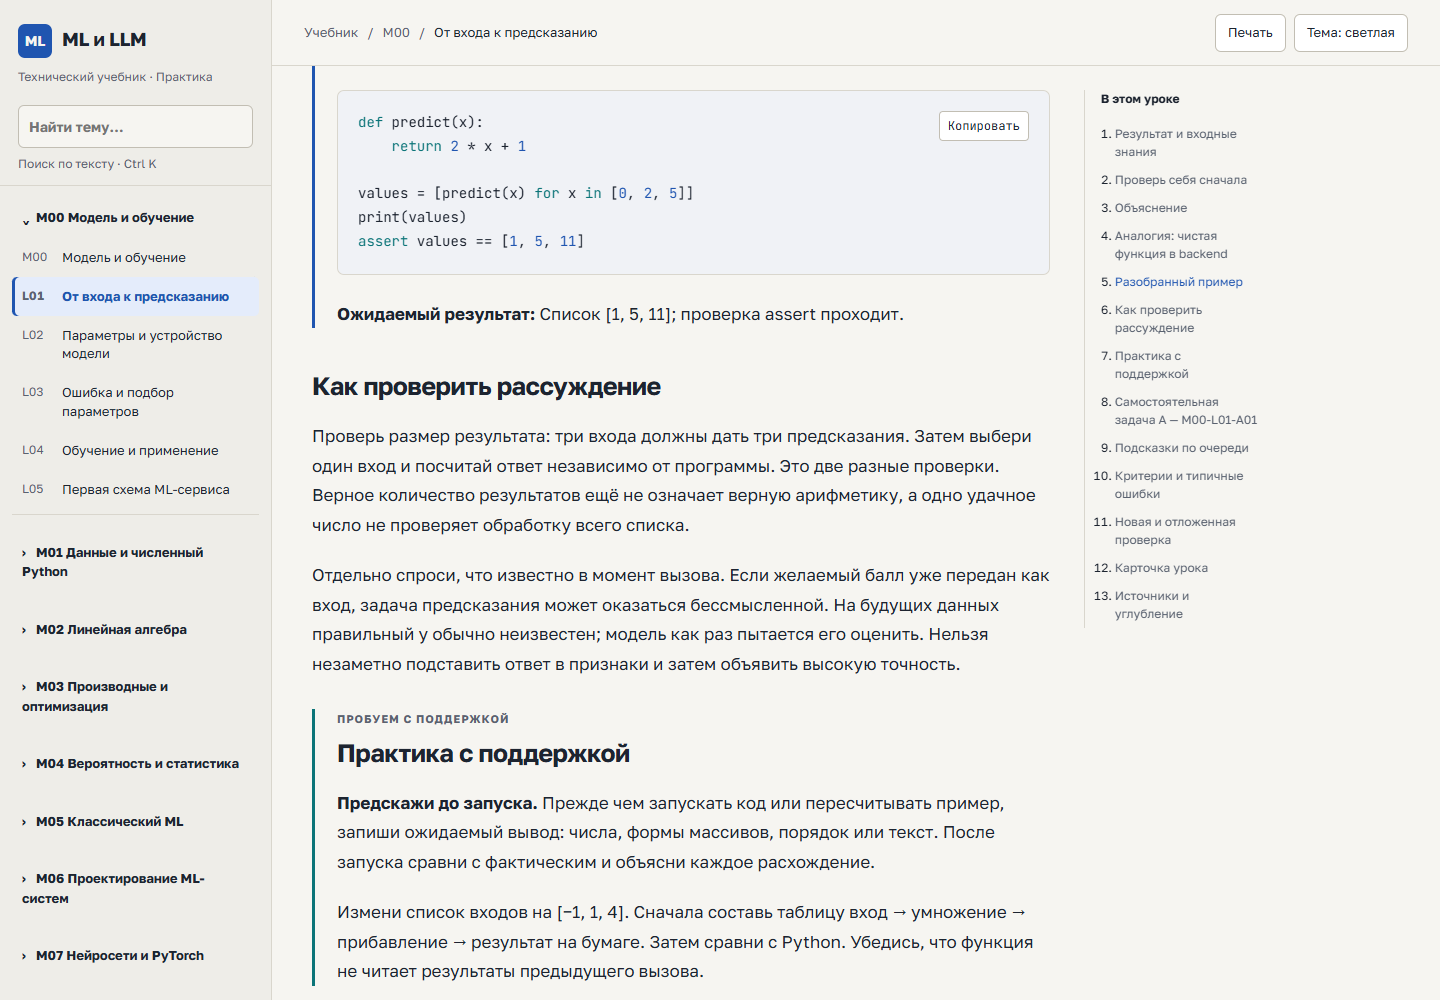 ML
ML и LLM
Технический учебник · Практика
Найти тему...
Поиск по тексту · Ctrl K
⌄ M00 Модель и обучение
M00 Модель и обучение
L01 От входа к предсказанию
L02 Параметры и устройство
модели
L03 Ошибка и подбор
параметров
L04 Обучение и применение
L05 Первая схема ML-сервиса
› M01 Данные и численный
Python
› M02 Линейная алгебра
› M03 Производные и
оптимизация
› M04 Вероятность и статистика
› M05 Классический ML
› M06 Проектирование ML-
систем
› M07 Нейросети и PyTorch
Учебник / M00 / От входа к предсказанию
Печать
Тема: светлая
def predict(x):
    return 2 * x + 1
Копировать
values = [predict(x) for x in [0, 2, 5]]
print(values)
assert values == [1, 5, 11]
Ожидаемый результат: Список [1, 5, 11]; проверка assert проходит.
Как проверить рассуждение
Проверь размер результата: три входа должны дать три предсказания. Затем выбери
один вход и посчитай ответ независимо от программы. Это две разные проверки.
Верное количество результатов ещё не означает верную арифметику, а одно удачное
число не проверяет обработку всего списка.
Отдельно спроси, что известно в момент вызова. Если желаемый балл уже передан как
вход, задача предсказания может оказаться бессмысленной. На будущих данных
правильный y обычно неизвестен; модель как раз пытается его оценить. Нельзя
незаметно подставить ответ в признаки и затем объявить высокую точность.
ПРОБУЕМ С ПОДДЕРЖКОЙ
Практика с поддержкой
Предскажи до запуска. Прежде чем запускать код или пересчитывать пример,
запиши ожидаемый вывод: числа, формы массивов, порядок или текст. После
запуска сравни с фактическим и объясни каждое расхождение.
Измени список входов на [−1, 1, 4]. Сначала составь таблицу вход → умножение →
прибавление → результат на бумаге. Затем сравни с Python. Убедись, что функция
не читает результаты предыдущего вызова.
В этом уроке
1. Результат и входные
знания
2. Проверь себя сначала
3. Объяснение
4. Аналогия: чистая
функция в backend
5. Разобранный пример
6. Как проверить
рассуждение
7. Практика с
поддержкой
8. Самостоятельная
задача A — M00-L01-A01
9. Подсказки по очереди
10. Критерии и типичные
ошибки
11. Новая и отложенная
проверка
12. Карточка урока
13. Источники и
углубление